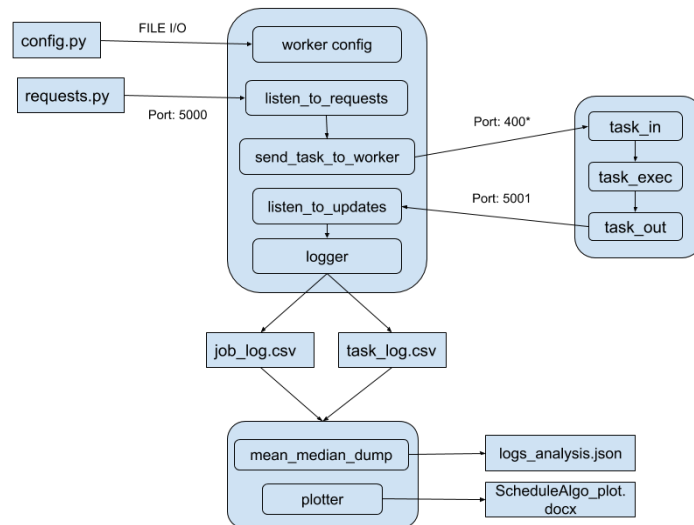 FILE I/O
config.py
worker config
requests.py
listen_to_requests
Port: 5000
Port: 400*
task_in
send_task_to_worker
task_exec
Port: 5001
listen_to_updates
task_out
logger
job_log.csv
task_log.csv
mean_median_dump
logs_analysis.json
plotter
ScheduleAlgo_plot.
docx